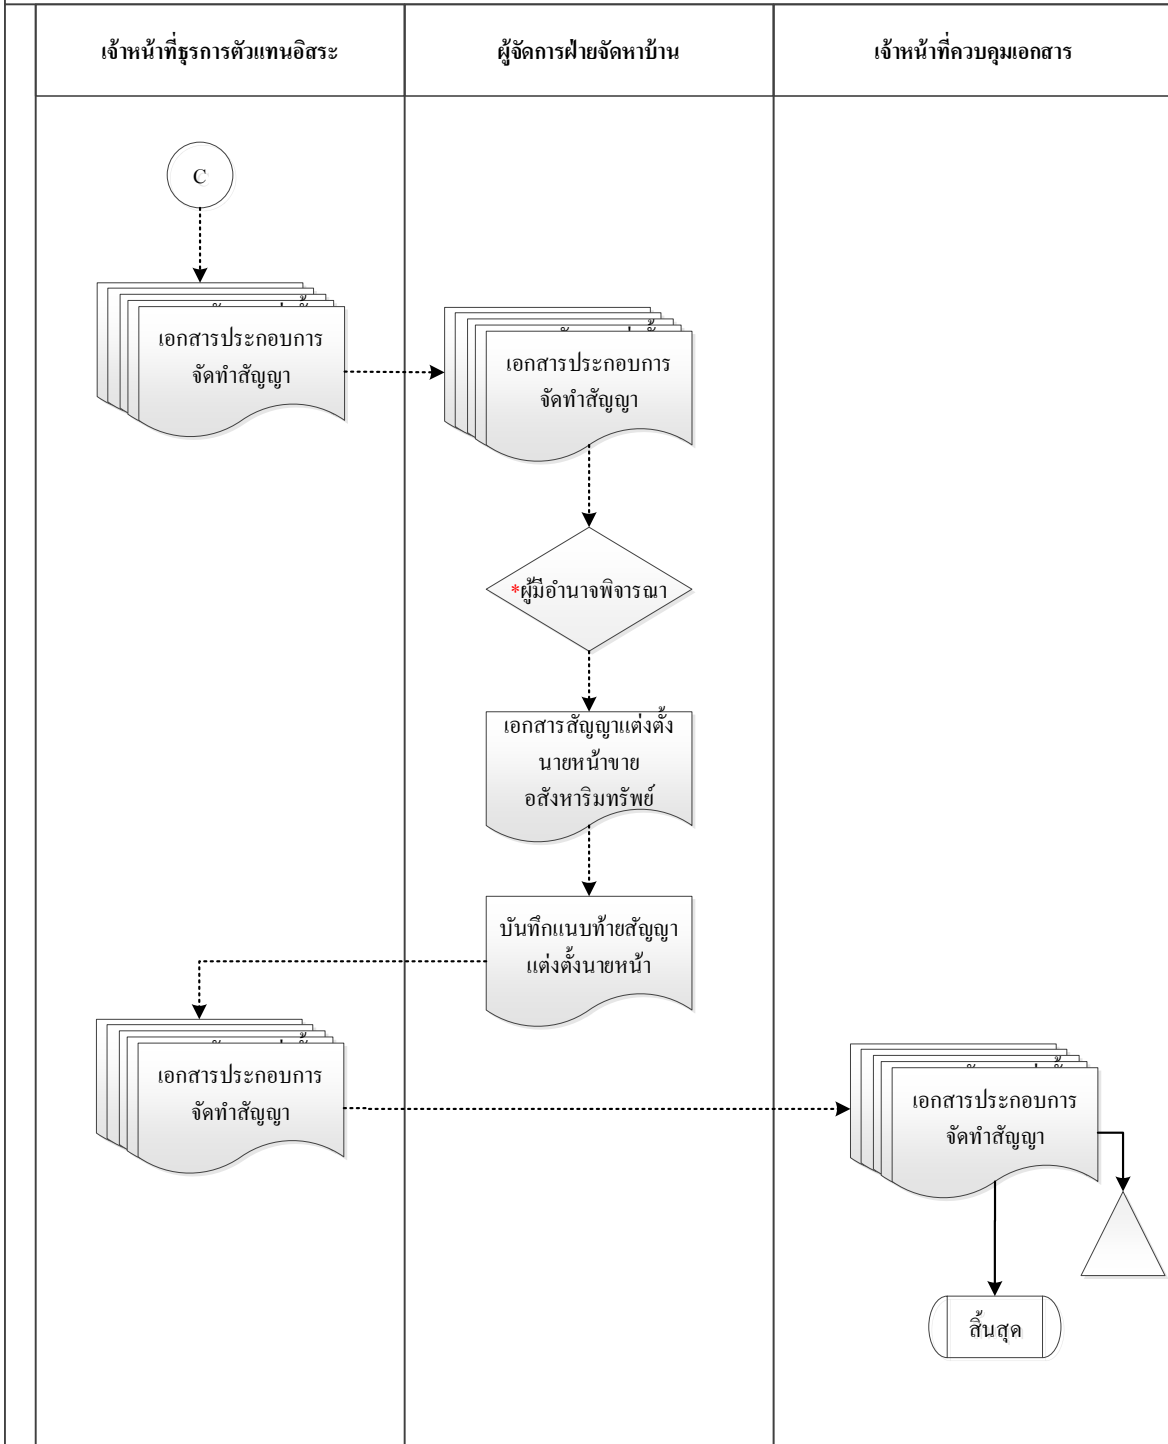 เจ้าหน้าที่ธุรการตัวแทนอิสระ
ผู้จัดการฝ่ายจัดหาบ้าน
เจ้าหน้าที่ควบคุมเอกสาร
C
เอกสารประกอบการ
จัดทำสัญญา
เอกสารประกอบการ
จัดทำสัญญา
*ผู้มีอำนาจพิจารณา
เอกสารสัญญาแต่งตั้ง
นายหน้าขาย
อสังหาริมทรัพย์
บันทึกแนบท้ายสัญญา
แต่งตั้งนายหน้า
เอกสารประกอบการ
จัดทำสัญญา
เอกสารประกอบการ
จัดทำสัญญา
สิ้นสุด